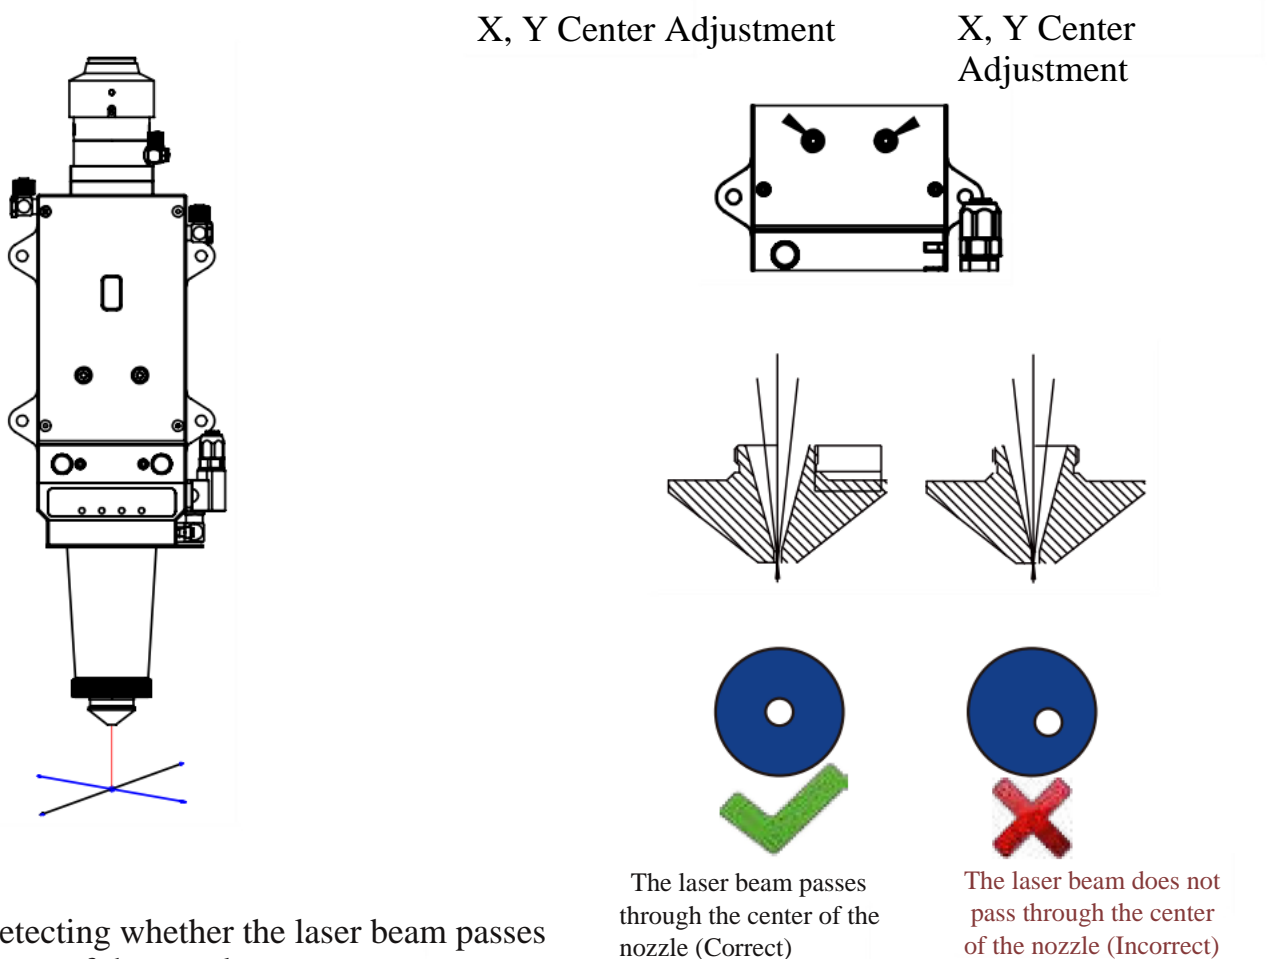 X, Y Center Adjustment
X, Y Center
Adjustment
The laser beam passes
through the center of the
nozzle (Correct)
The laser beam does not
pass through the center
of the nozzle (Incorrect)
etecting whether the laser beam passes